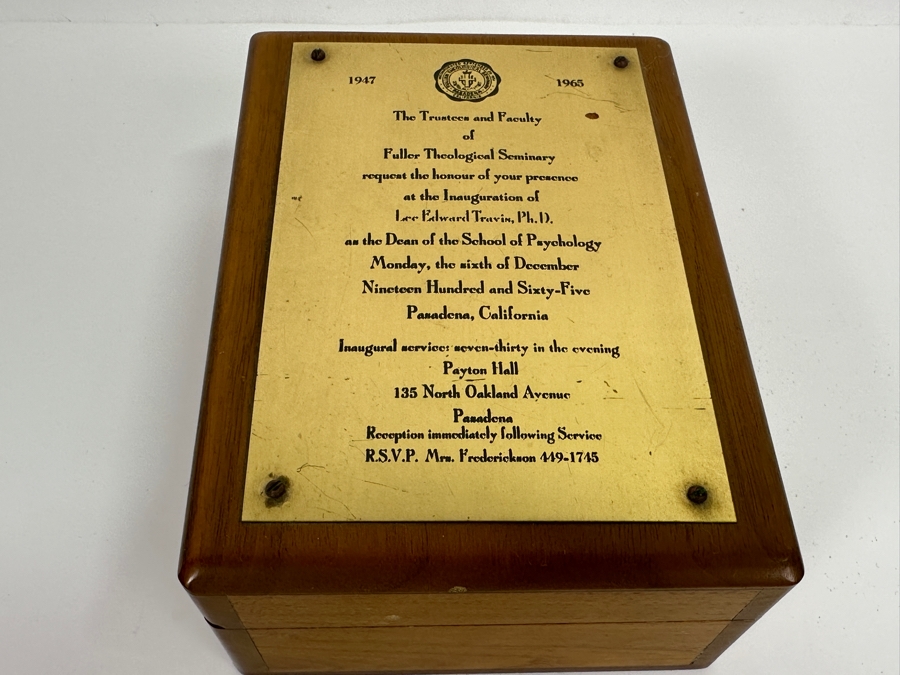 1947
1965
The Trustees and Faculty
of
Fuller Theological Seminary
request the honour of your presence
at the Inauguration of
Lee Edward Travis, Ph.D.
as the Dean of the School of Psychology
Monday, the sixth of December
Nineteen Hundred and Sixty-Five
Pasadena, California
Inaugural service: seven-thirty in the evening
Payton Hall
135 North Oakland Avenue
Pasadena
Reception immediately following Service
R.S.V.P. Mrs. Frederickson 449-1745